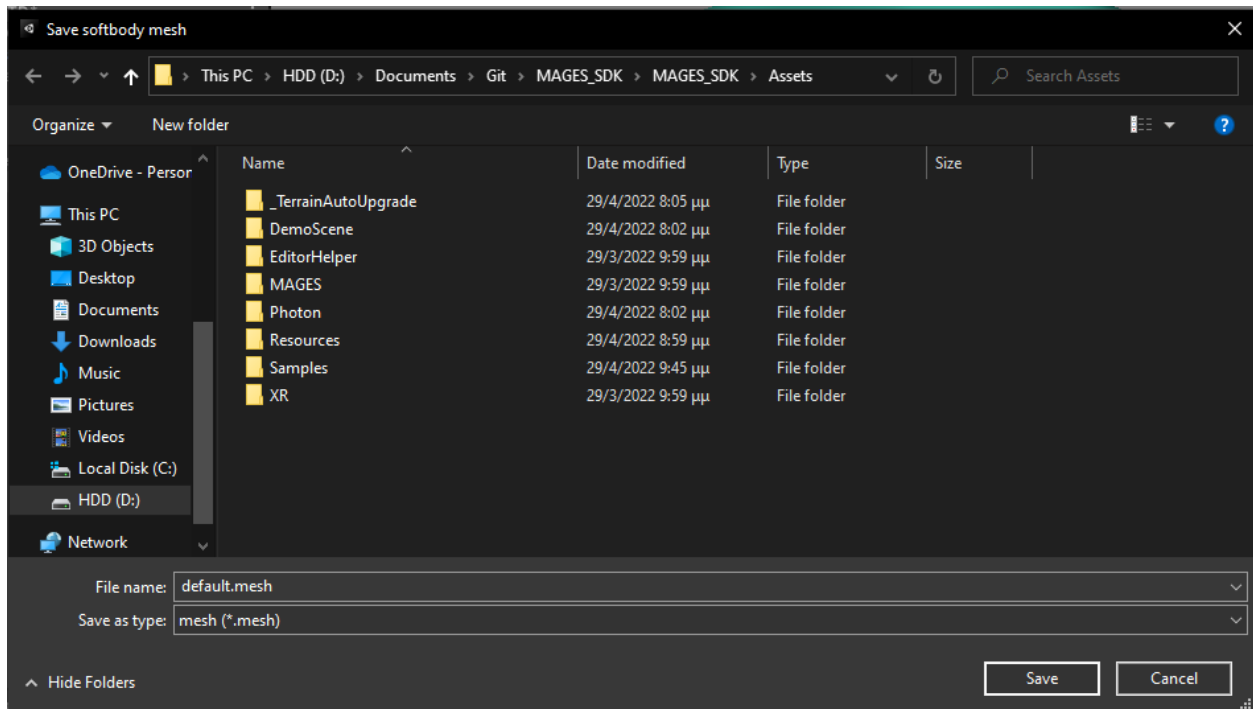 Save softbody mesh
This PC > HDD (D:) > Documents > Git > MAGES_SDK > MAGES_SDK > Assets
Search Assets
Organize
New folder
Name
Date modified
Type
Size
OneDrive - Person
This PC
3D Objects
Desktop
Documents
Downloads
Music
Pictures
Videos
Local Disk (C:)
HDD (D:)
Network
_TerrainAutoUpgrade 29/4/2022 8:05 μμ File folder
DemoScene 29/4/2022 8:02 μμ File folder
EditorHelper 29/3/2022 9:59 μμ File folder
MAGES 29/3/2022 9:59 μμ File folder
Photon 29/4/2022 8:02 μμ File folder
Resources 29/4/2022 8:59 μμ File folder
Samples 29/4/2022 9:45 μμ File folder
XR 29/3/2022 9:59 μμ File folder
File name: default.mesh
Save as type: mesh (*.mesh)
Hide Folders
Save
Cancel